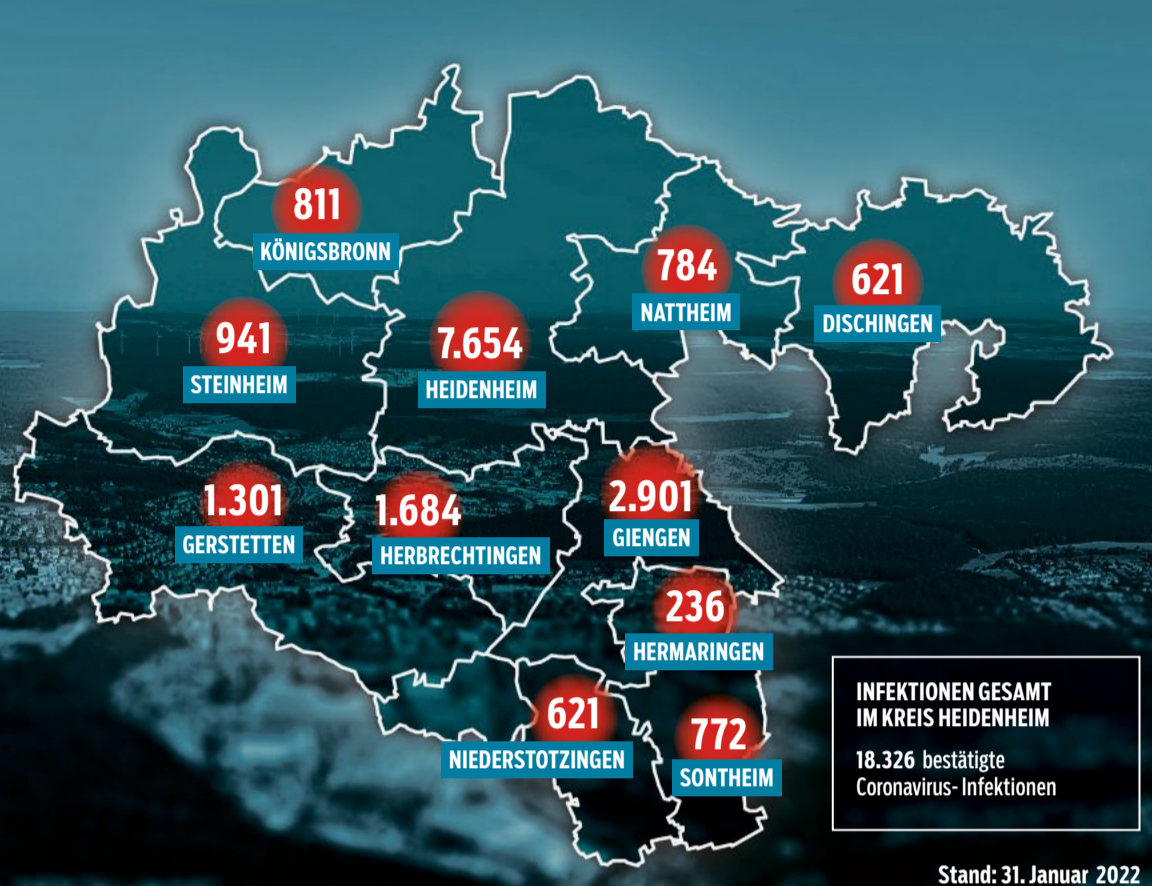 811
KÖNIGSBRONN
784
NATTHEIM
621
DISCHINGEN
941
STEINHEIM
7.654
HEIDENHEIM
1.301
GERSTETTEN
1.684
HERBRECHTINGEN
2.901
GIENGEN
236
HERMARINGEN
621
NIEDERSTOTZINGEN
772
SONTHEIM
INFEKTIONEN GESAMT
IM KREIS HEIDENHEIM
18.326 bestätigte
Coronavirus-Infektionen
Stand: 31. Januar 2022